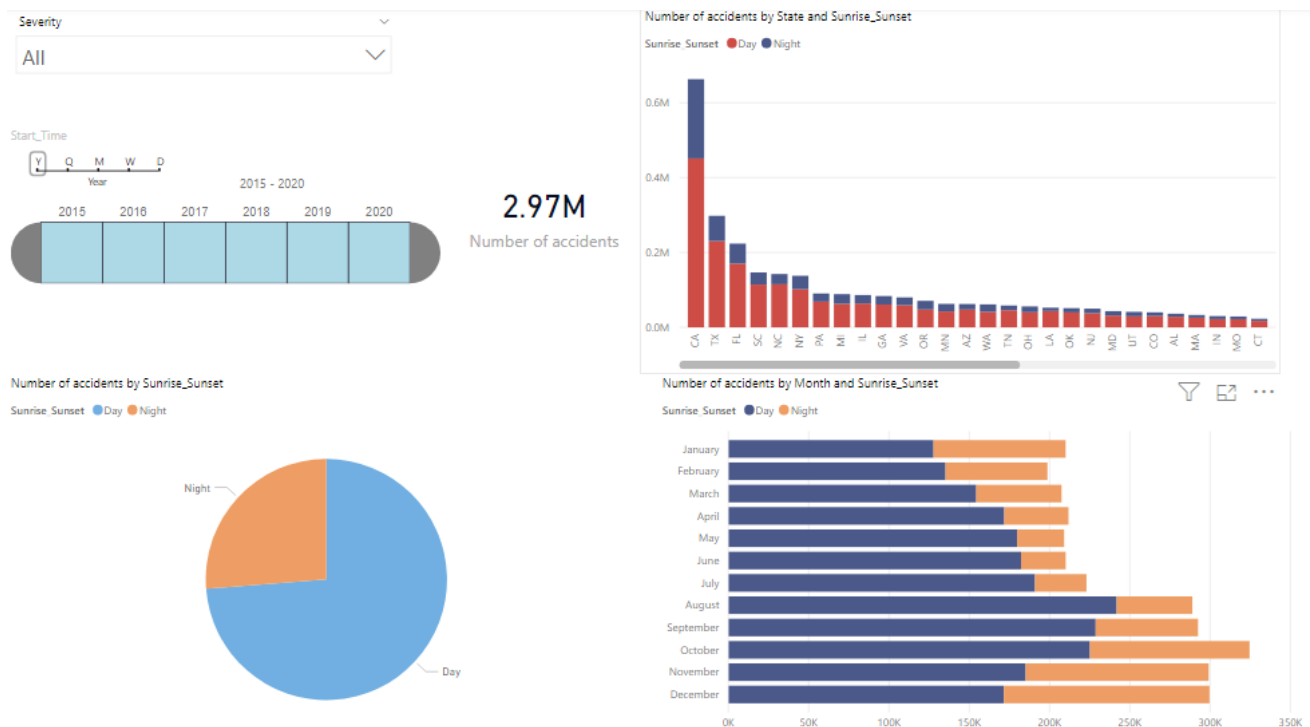 Severity
All
Start_Time
Y Q M W D
Year
2015 - 2020
2015 2016 2017 2018 2019 2020
2.97M
Number of accidents
Number of accidents by State and Sunrise_Sunset
Sunrise_Sunset Day Night
0.6M
0.4M
0.2M
0.0M
CA TX FL SC NC NY PA MI IL GA VA OR MN AZ WA TN OH LA OK NJ MD UT CO AL MA IN MO CT
Number of accidents by Sunrise_Sunset
Sunrise_Sunset Day Night
Night
Day
Number of accidents by Month and Sunrise_Sunset
Sunrise_Sunset Day Night
January
February
March
April
May
June
July
August
September
October
November
December
0K 50K 100K 150K 200K 250K 300K 350K